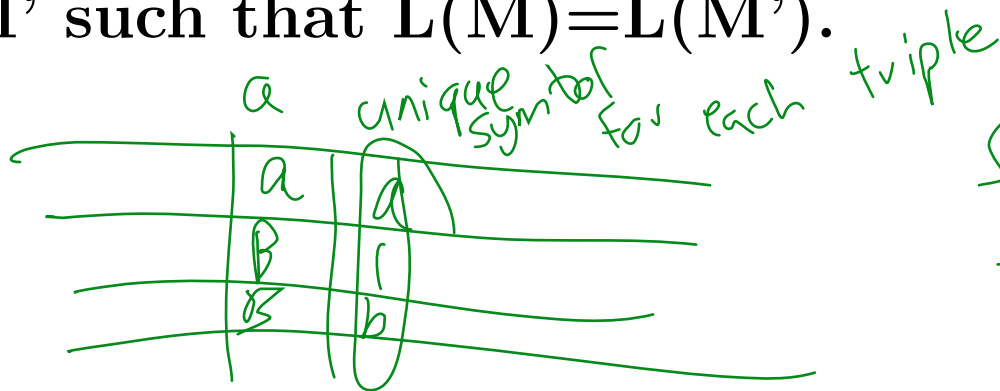 I' such that L(M)=L(M').
a unique symbol for each triple
a a
B 1
B b